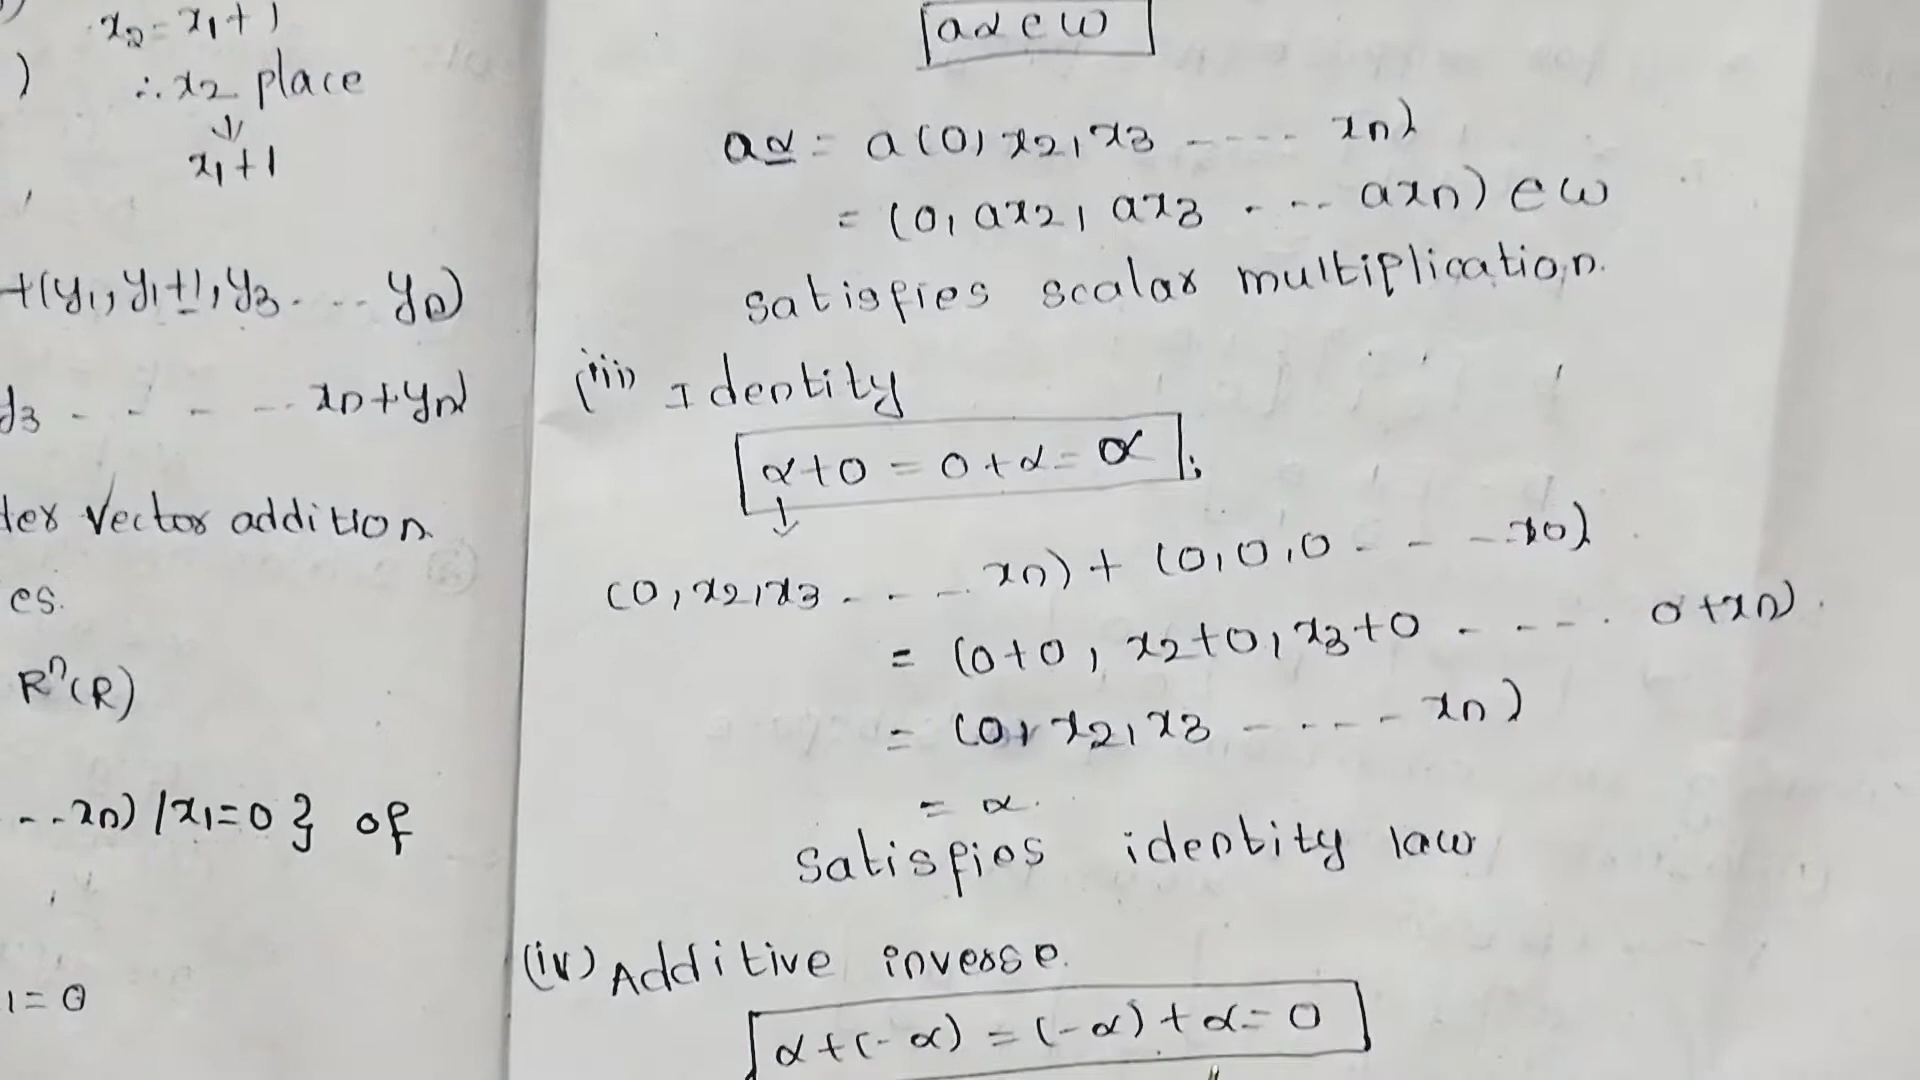 x2 = x1+1
) ∴ x2 place
↓
x1+1
+(y1, y1+1, y3 . - - - yn)
y3 - - - - - xn+yn)
der vector addition
es.
Rⁿ(R)
- - xn) / x1=0 } of
1 = 0
aα ∈ w
aα = a(0, x2, x3 - - - - xn)
= (0, ax2, ax3 . - - axn) ∈ w
satisfies scalar multiplication.
(iii) Identity
α+0 = 0+α = α ;
↓
(0, x2, x3 - - - - xn) + (0, 0, 0 - - - 0)
= (0+0, x2+0, x3+0 - - - - 0+xn).
= (0, x2, x3 - - - - xn)
= α.
satisfies identity law
(iv) Additive inverse.
α+(-α) = (-α)+α = 0